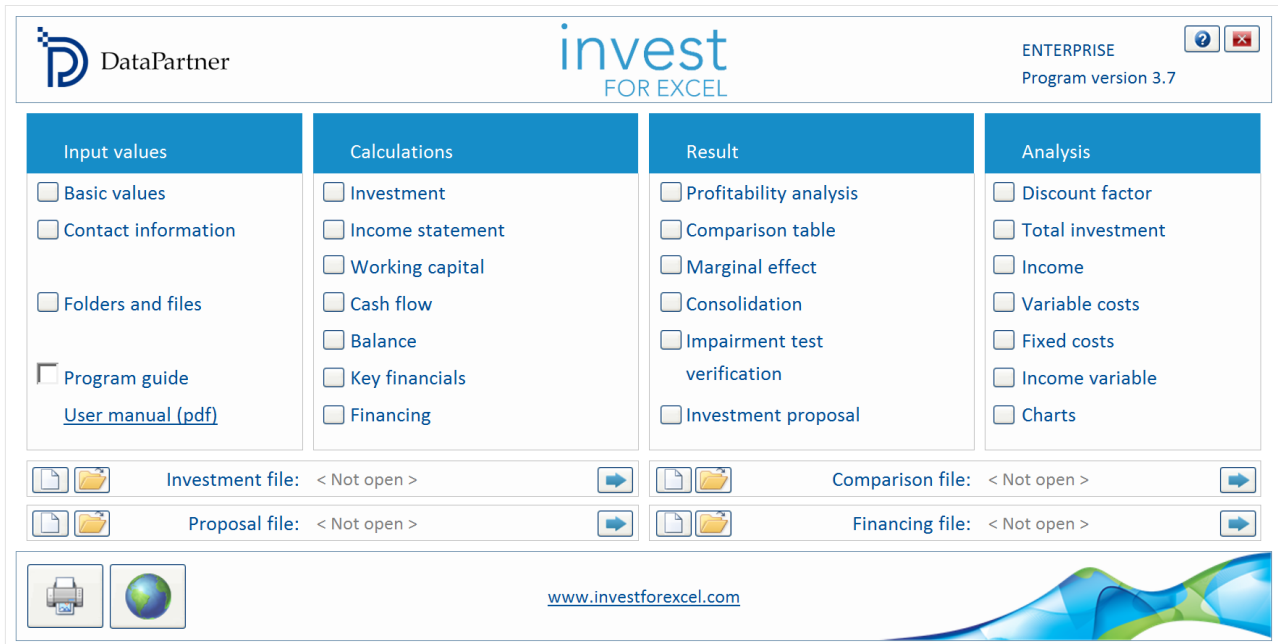 DataPartner
invest
FOR EXCEL
ENTERPRISE
Program version 3.7
Input values
Basic values
Contact information
Folders and files
Program guide
User manual (pdf)
Calculations
Investment
Income statement
Working capital
Cash flow
Balance
Key financials
Financing
Result
Profitability analysis
Comparison table
Marginal effect
Consolidation
Impairment test
verification
Investment proposal
Analysis
Discount factor
Total investment
Income
Variable costs
Fixed costs
Income variable
Charts
Investment file: < Not open >
Comparison file: < Not open >
Proposal file: < Not open >
Financing file: < Not open >
www.investforexcel.com